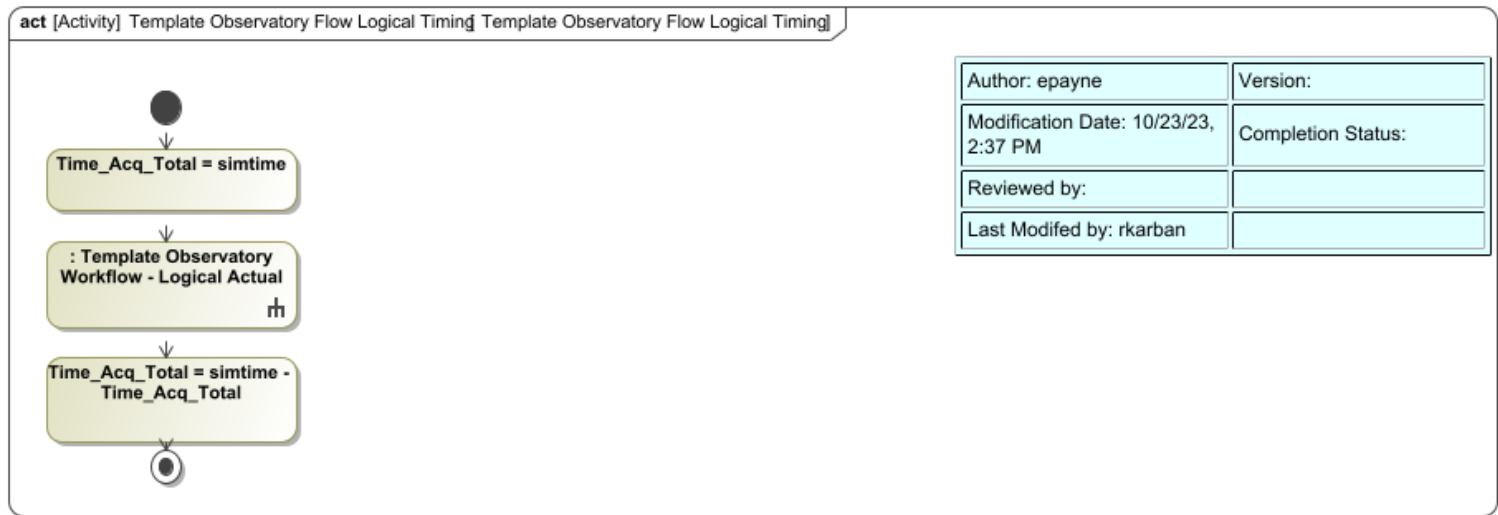 act [Activity] Template Observatory Flow Logical Timing[ Template Observatory Flow Logical Timing]
Time_Acq_Total = simtime
: Template Observatory
Workflow - Logical Actual
Time_Acq_Total = simtime -
Time_Acq_Total
Author: epayne
Version:
Modification Date: 10/23/23,
2:37 PM
Completion Status:
Reviewed by:
Last Modifed by: rkarban